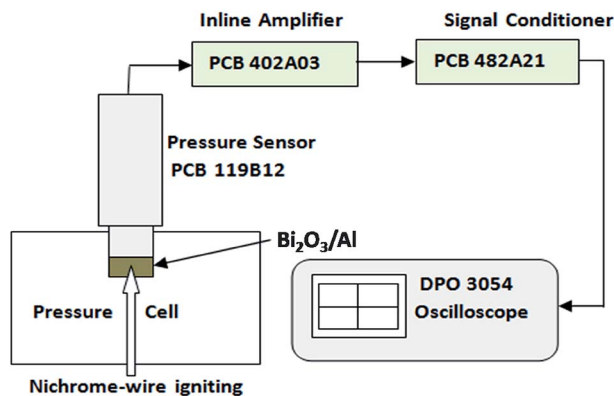 Inline Amplifier
Signal Conditioner
PCB 402A03
PCB 482A21
Pressure Sensor
PCB 119B12
Bi₂O₃/Al
DPO 3054
Oscilloscope
Pressure Cell
Nichrome-wire igniting